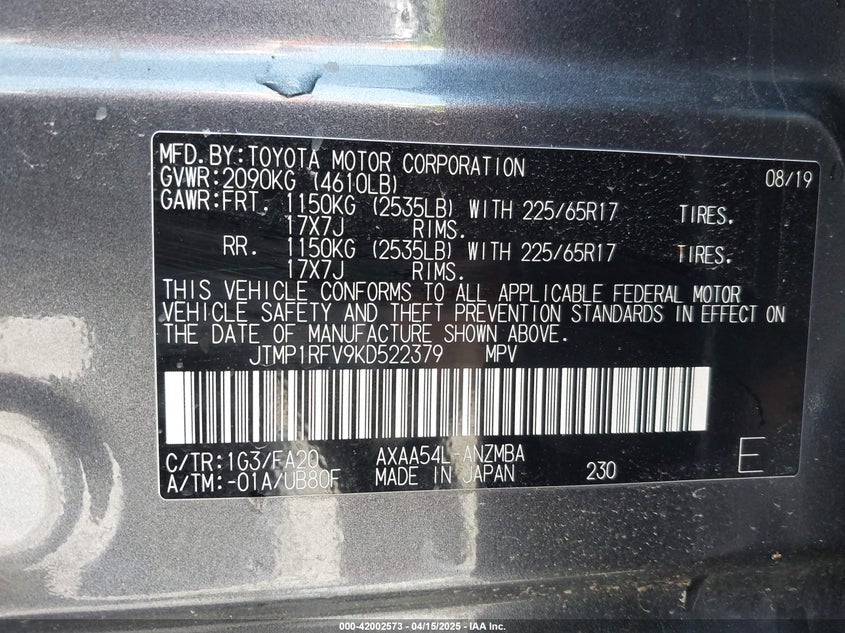 MFD.BY:TOYOTA MOTOR CORPORATION 08/19
GVWR:2090KG (4610LB)
GAWR:FRT. 1150KG (2535LB) WITH 225/65R17 TIRES.
17X7J RIMS.
RR. 1150KG (2535LB) WITH 225/65R17 TIRES.
17X7J RIMS.
THIS VEHICLE CONFORMS TO ALL APPLICABLE FEDERAL MOTOR
VEHICLE SAFETY AND THEFT PREVENTION STANDARDS IN EFFECT ON
THE DATE OF MANUFACTURE SHOWN ABOVE.
JTMP1RFV9KD522379 MPV
C/TR:1G3/FA20 AXAA54L-ANZMBA
A/TM:-01A/UB80F MADE IN JAPAN 230 E
000-42002573 - 04/15/2025 - IAA Inc.